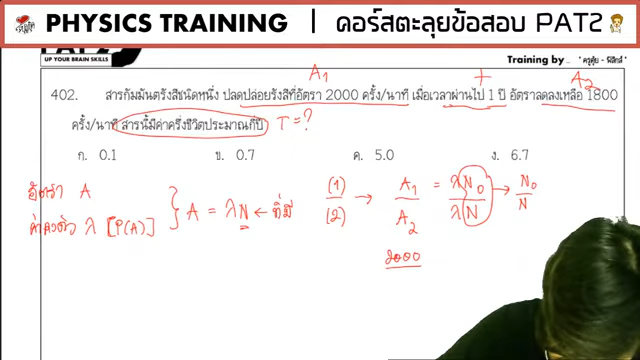 PHYSICS TRAINING | คอร์สตะลุยข้อสอบ PAT2
UP YOUR BRAIN SKILLS
Training by
A₁ t A₂
402. สารกัมมันตรังสีชนิดหนึ่ง ปลดปล่อยรังสีที่อัตรา 2000 ครั้ง/นาที เมื่อเวลาผ่านไป 1 ปี อัตราลดลงเหลือ 1800
ครั้ง/นาที สารนี้มีค่าครึ่งชีวิตประมาณกี่ปี T = ?
ก. 0.1 ข. 0.7 ค. 5.0 ง. 6.7
อัตรา A
ค่าคงตัว λ [P(A)] } A = λN ← ที่มี
(1)/(2) → A₁/A₂ = λN₀/λN → N₀/N
2000